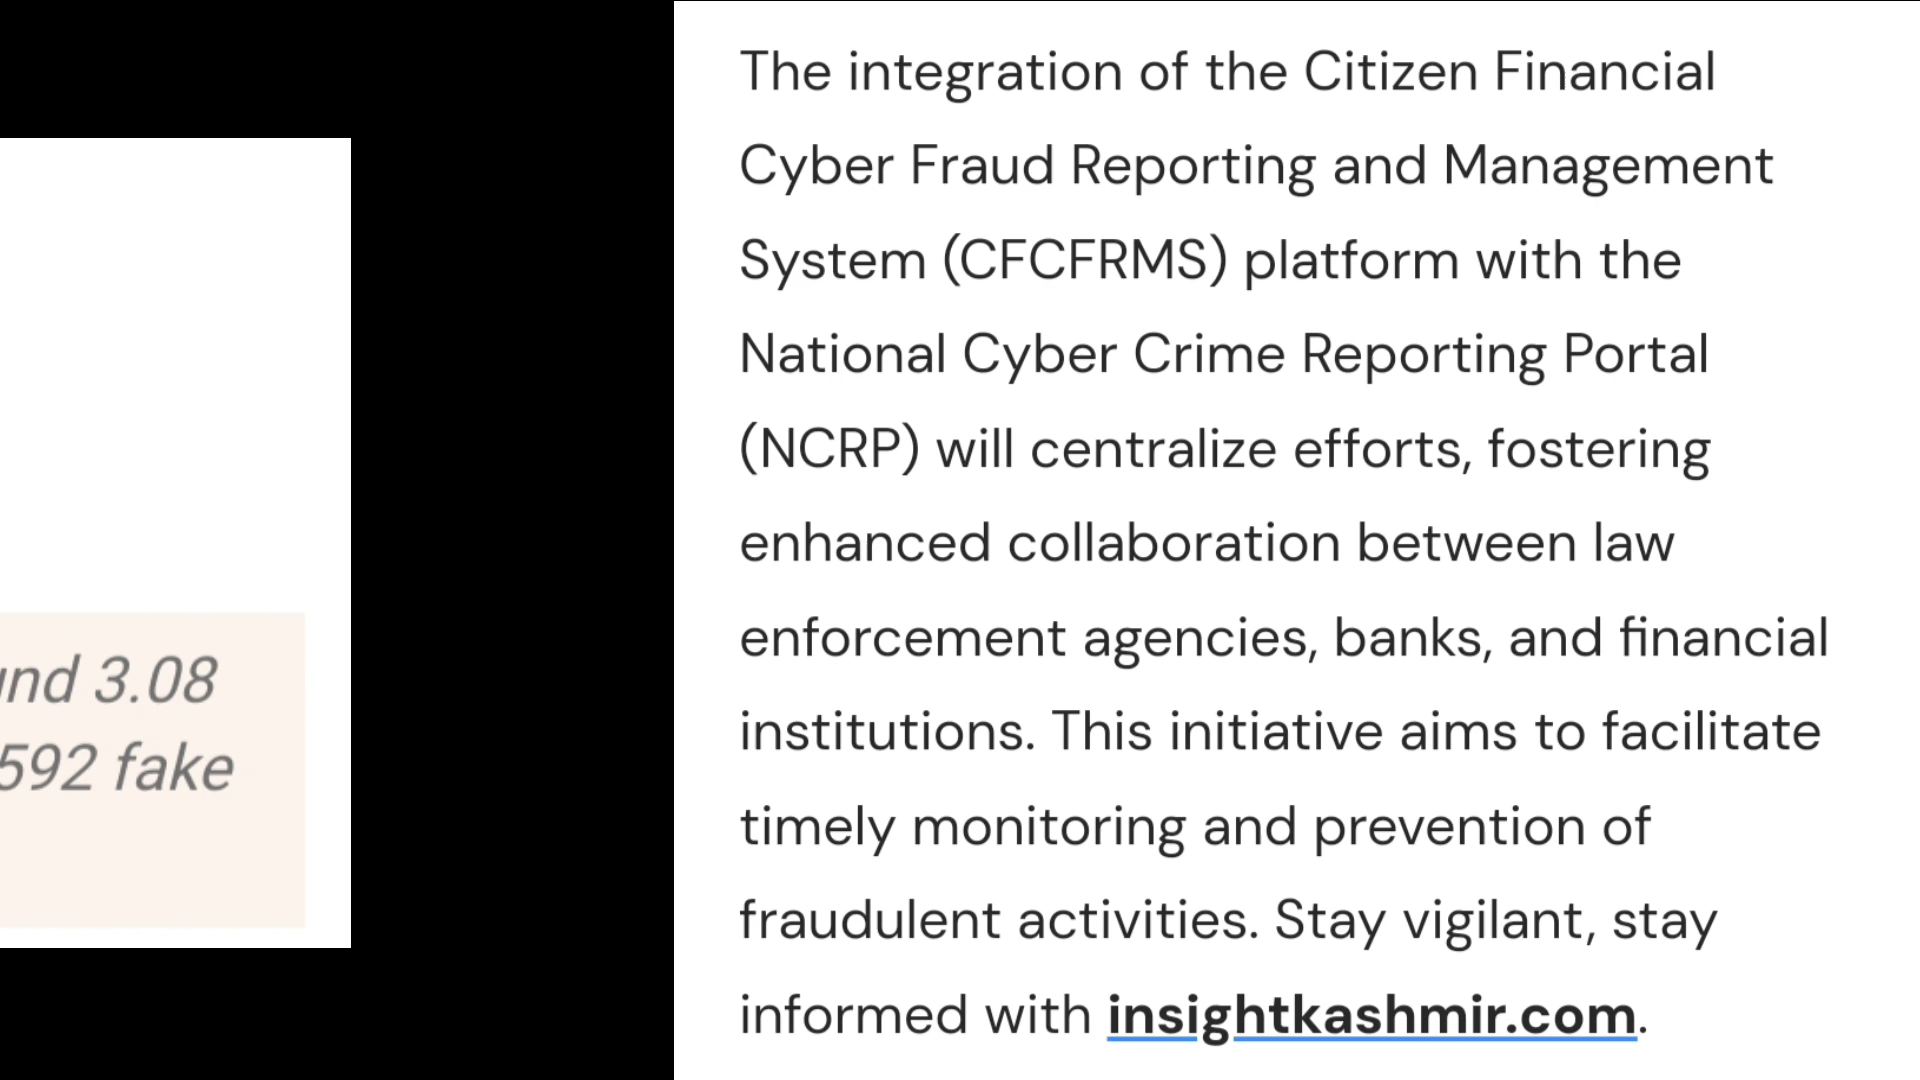 3.08
592 fake
The integration of the Citizen Financial
Cyber Fraud Reporting and Management
System (CFCFRMS) platform with the
National Cyber Crime Reporting Portal
(NCRP) will centralize efforts, fostering
enhanced collaboration between law
enforcement agencies, banks, and financial
institutions. This initiative aims to facilitate
timely monitoring and prevention of
fraudulent activities. Stay vigilant, stay
informed with insightkashmir.com.